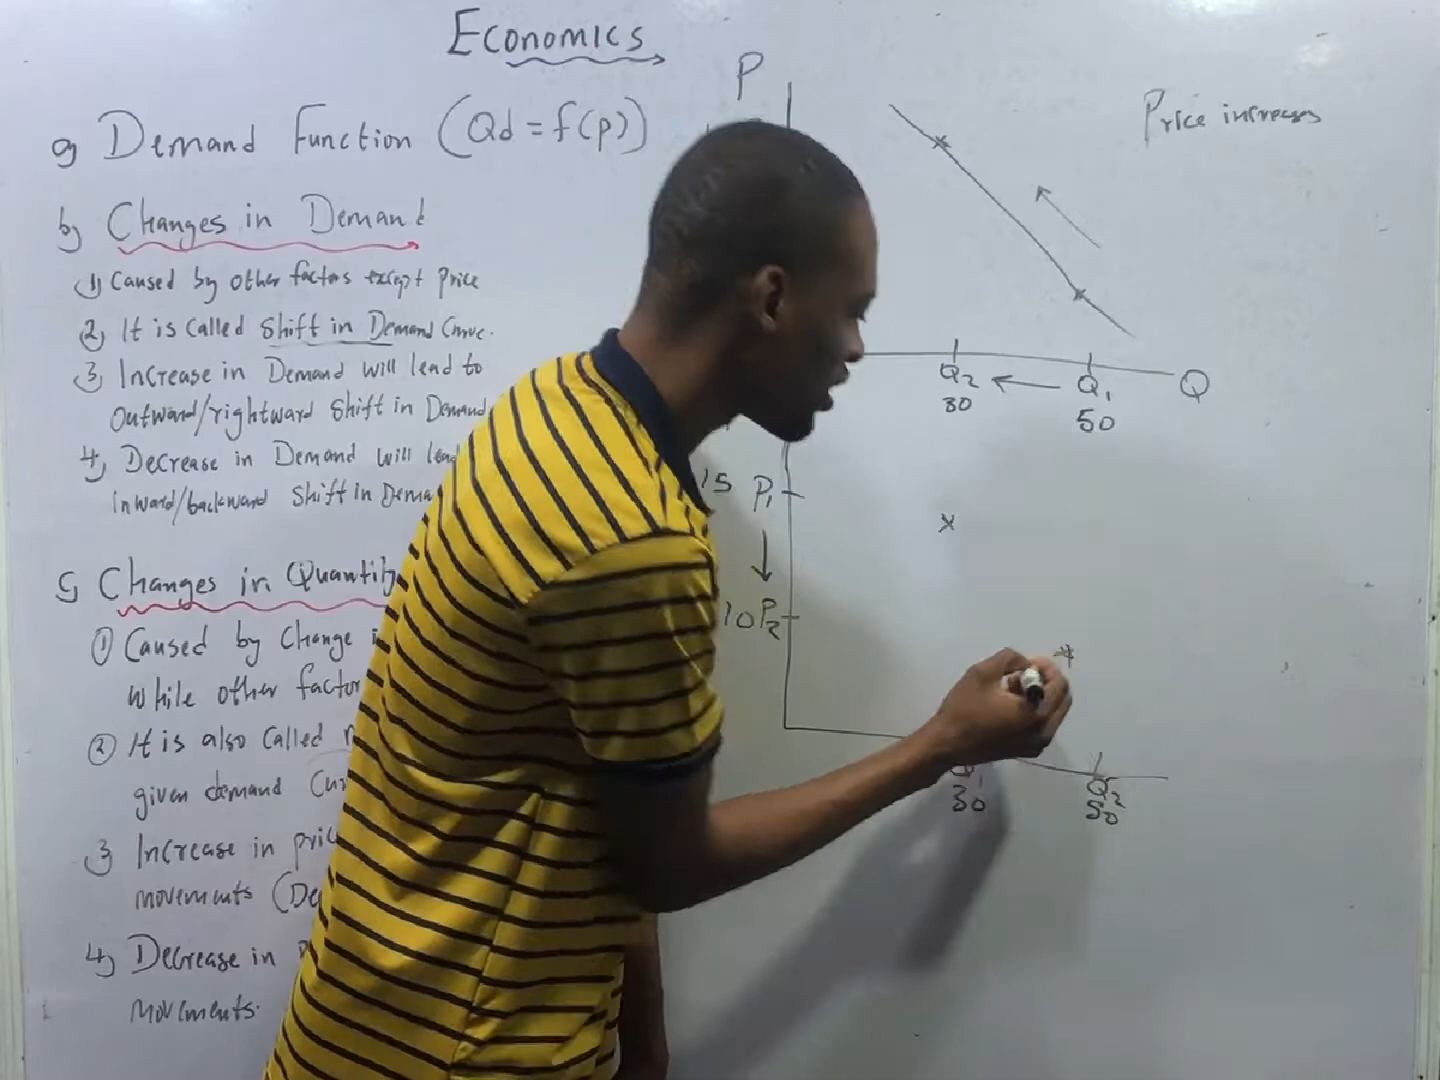 Economics
a) Demand Function (Qd = f(p))
b) Changes in Demand
1) Caused by other factors except price
2) It is called Shift in Demand Curve.
3) Increase in Demand will lead to
Outward/rightward Shift in Demand
4) Decrease in Demand will lead
inward/backward Shift in Dema
c) Changes in Quantity
1) Caused by Change i
while other factor
2) It is also called
given demand Cur
3) Increase in pric
movements (De
4) Decrease in
movements.
P
Price increases
Q2
30
Q1
50
Q
15 P1
10 P2
Q1
30
Q2
50